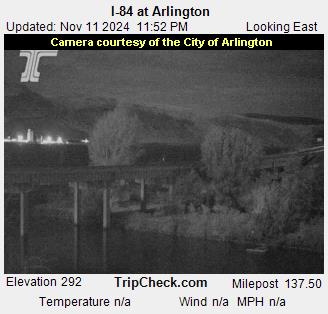 I-84 at Arlington
Updated: Nov 11 2024 11:52 PM Looking East
Camera courtesy of the City of Arlington
Elevation 292 TripCheck.com Milepost 137.50
Temperature n/a Wind n/a MPH n/a